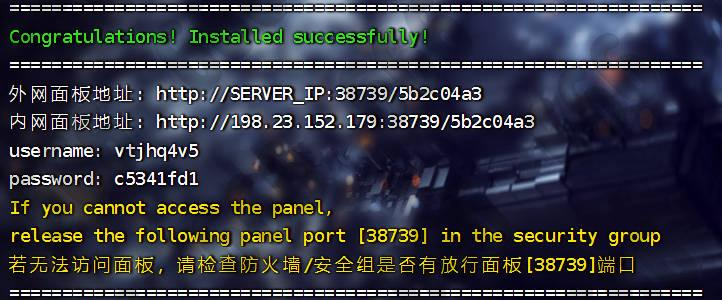 ==================================================================
Congratulations! Installed successfully!
==================================================================
外网面板地址: http://SERVER_IP:38739/5b2c04a3
内网面板地址: http://198.23.152.179:38739/5b2c04a3
username: vtjhq4v5
password: c5341fd1
If you cannot access the panel,
release the following panel port [38739] in the security group
若无法访问面板，请检查防火墙/安全组是否有放行面板[38739]端口
==================================================================